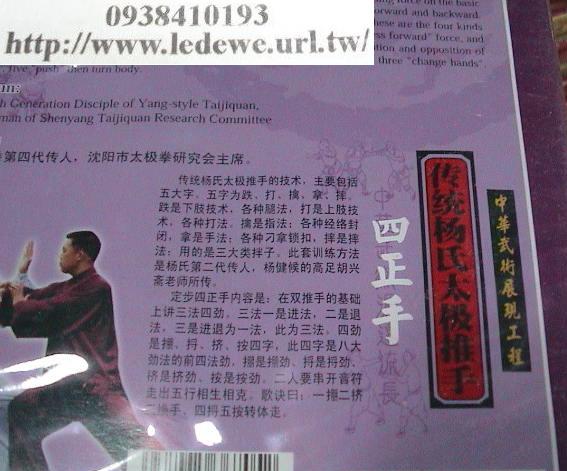 0938410193
http://www.ledewe.url.tw/
ng force on the basic
forward and backward.
hese are the four kinds
ss forward" force, and
tion and opposition of
three "change hands".
, five "push" then turn body.
h Generation Disciple of Yang-style Taijiquan,
man of Shenyang Taijiquan Research Committee
第四代传人，沈阳市太极拳研究会主席。
传统杨氏太极推手的技术，主要包括
五大字。五字为跌、打、擒、拿、摔。
跌是下肢技术，各种腿法，打是上肢技
术，各种打法。擒是指法：各种经络封
闭，拿是手法：各种刁拿锁扣，摔是摔
法：用的是三大类拌子。此套训练方法
是杨氏第二代传人，杨健候的高足胡兴
斋老师所传。
定步四正手内容是：在双推手的基础
上讲三法四劲。三法一是进法，二是退
法，三是进退为一法，此为三法。四劲
是掤、捋、挤、按四字，此四字是八大
劲法的前四法劲，掤是掤劲、捋是捋劲、
挤是挤劲、按是按劲。二人要串开音符
走出五行相生相克。歌诀曰：一掤二挤
三换手，四捋五按转体走。
四正手
传统杨氏太极推手
中華武術展現工程